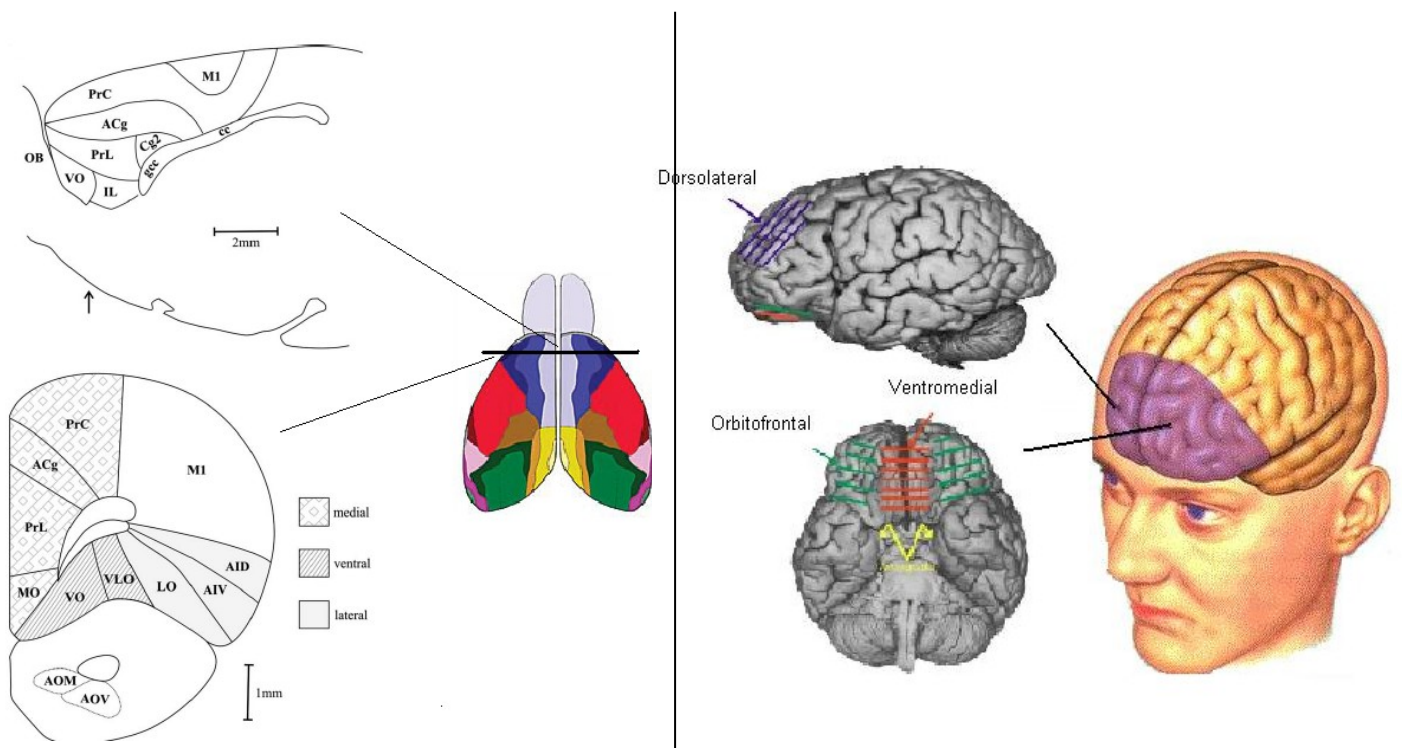 M1
PrC
ACg
cc
Cg2
PrL
gcc
OB
VO
IL
2mm
PrC
ACg
M1
PrL
medial
ventral
lateral
AID
VLO
LO
AIV
MO
VO
AOM
AOV
1mm
Dorsolateral
Ventromedial
Orbitofrontal